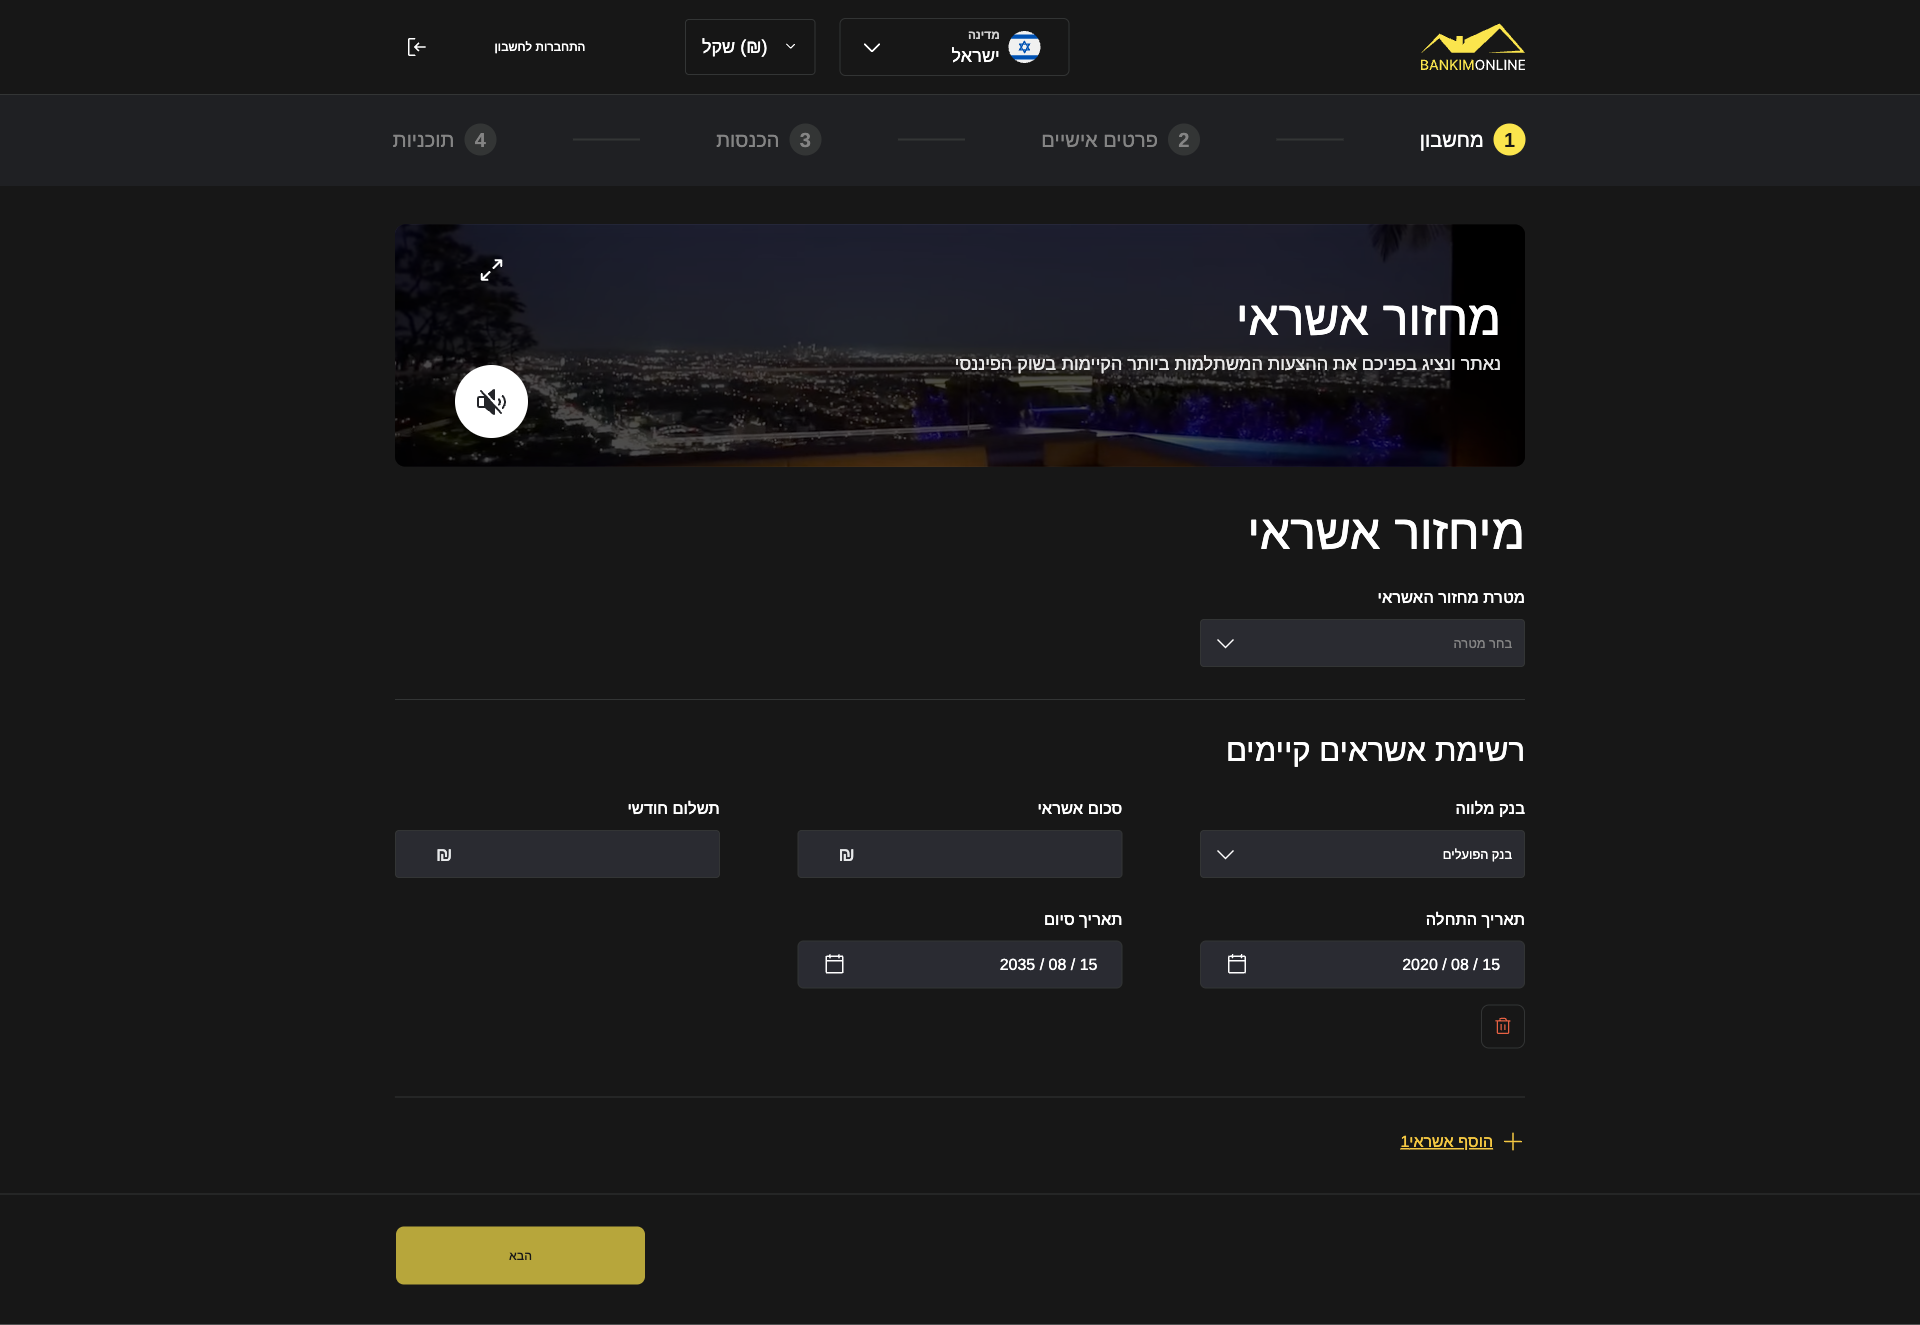 BANKIMONLINE
מדינה
ישראל
(₪) שקל
התחברות לחשבון
1 מחשבון
2 פרטים אישיים
3 הכנסות
4 תוכניות
מחזור אשראי
נאתר ונציג בפניכם את ההצעות המשתלמות ביותר הקיימות בשוק הפיננסי
מיחזור אשראי
מטרת מחזור האשראי
בחר מטרה
רשימת אשראים קיימים
בנק מלווה
סכום אשראי
תשלום חודשי
בנק הפועלים
₪
₪
תאריך התחלה
תאריך סיום
15 / 08 / 2020
15 / 08 / 2035
הוסף אשראי1
הבא